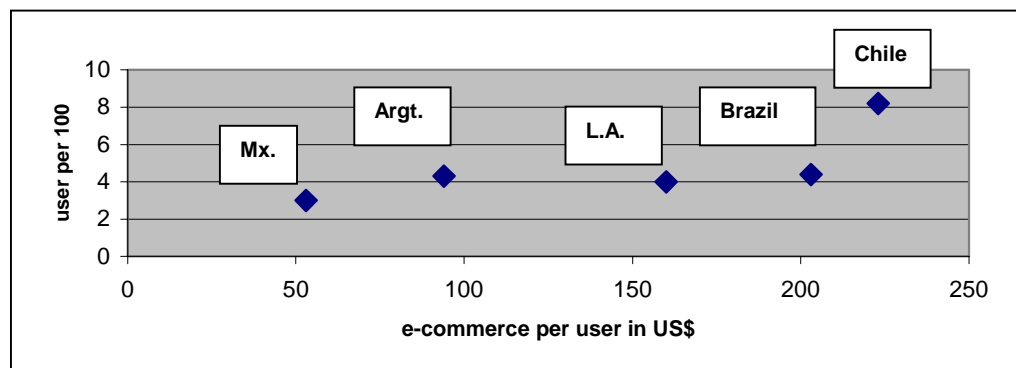 Chile
10
Argt.
Brazil
8
L.A.
Mx.
6
4
2
0
user per 100
0 50 100 150 200 250
e-commerce per user in US$